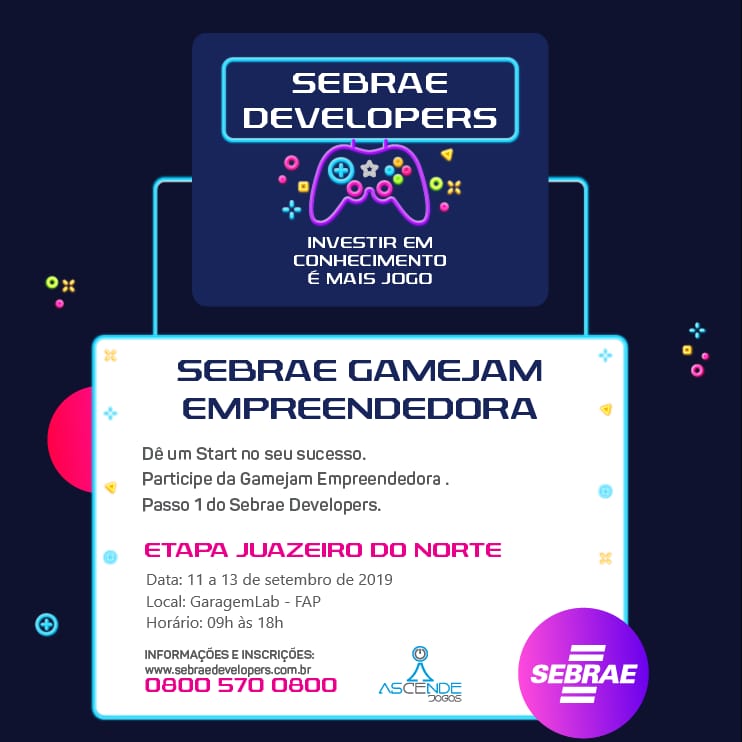 SEBRAE
DEVELOPERS
INVESTIR EM
CONHECIMENTO
É MAIS JOGO
SEBRAE GAMEJAM
EMPREENDEDORA
Dê um Start no seu sucesso.
Participe da Gamejam Empreendedora .
Passo 1 do Sebrae Developers.
ETAPA JUAZEIRO DO NORTE
Data: 11 a 13 de setembro de 2019
Local: GaragemLab - FAP
Horário: 09h às 18h
INFORMAÇÕES E INSCRIÇÕES:
www.sebraedevelopers.com.br
0800 570 0800
ASCENDE
JOGOS
SEBRAE